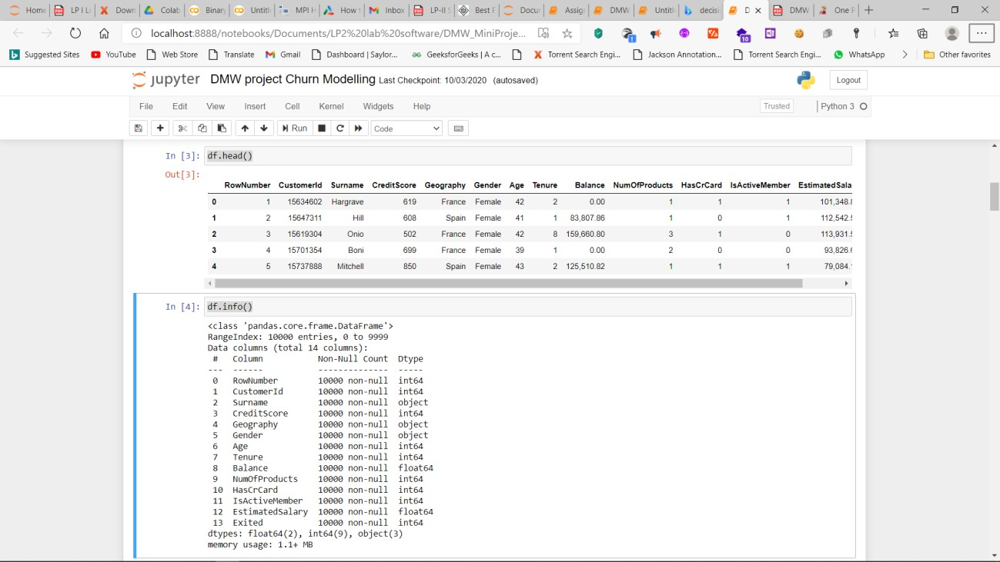 Home LP I L Down Colab Binar Untitl MPI H How t Inbox LP-II S Best F Docu Assig DMW Untitl decis D DMW One P
localhost:8888/notebooks/Documents/LP2%20lab%20software/DMW_MiniProje...
1 10
Suggested Sites YouTube Web Store Translate Gmail Dashboard | Saylor... GeeksforGeeks | A c... Torrent Search Engi... Jackson Annotation... Torrent Search Engi... WhatsApp Other favorites
jupyter DMW project Churn Modelling Last Checkpoint: 10/03/2020 (autosaved) Logout
File Edit View Insert Cell Kernel Widgets Help Trusted Python 3
Run Code
In [3]: df.head()
Out[3]:
RowNumber CustomerId Surname CreditScore Geography Gender Age Tenure Balance NumOfProducts HasCrCard IsActiveMember EstimatedSala
0 1 15634602 Hargrave 619 France Female 42 2 0.00 1 1 1 101,348.8
1 2 15647311 Hill 608 Spain Female 41 1 83,807.86 1 0 1 112,542.5
2 3 15619304 Onio 502 France Female 42 8 159,660.80 3 1 0 113,931.5
3 4 15701354 Boni 699 France Female 39 1 0.00 2 0 0 93,826.6
4 5 15737888 Mitchell 850 Spain Female 43 2 125,510.82 1 1 1 79,084.
In [4]: df.info()
<class 'pandas.core.frame.DataFrame'>
RangeIndex: 10000 entries, 0 to 9999
Data columns (total 14 columns):
# Column Non-Null Count Dtype
--- ------ -------------- -----
0 RowNumber 10000 non-null int64
1 CustomerId 10000 non-null int64
2 Surname 10000 non-null object
3 CreditScore 10000 non-null int64
4 Geography 10000 non-null object
5 Gender 10000 non-null object
6 Age 10000 non-null int64
7 Tenure 10000 non-null int64
8 Balance 10000 non-null float64
9 NumOfProducts 10000 non-null int64
10 HasCrCard 10000 non-null int64
11 IsActiveMember 10000 non-null int64
12 EstimatedSalary 10000 non-null float64
13 Exited 10000 non-null int64
dtypes: float64(2), int64(9), object(3)
memory usage: 1.1+ MB